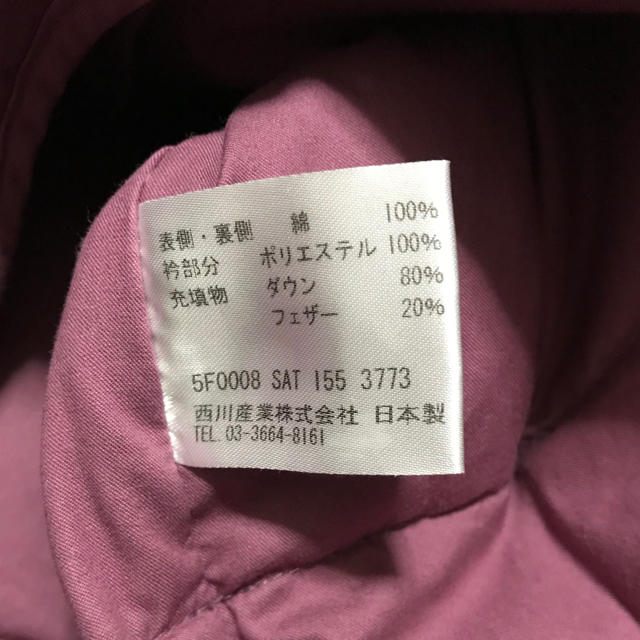 表側・裏側 綿 100%
衿部分 ポリエステル 100%
充填物 ダウン 80%
フェザー 20%
5F0008 SAT 155 3773
西川産業株式会社 日本製
TEL. 03-3664-8161